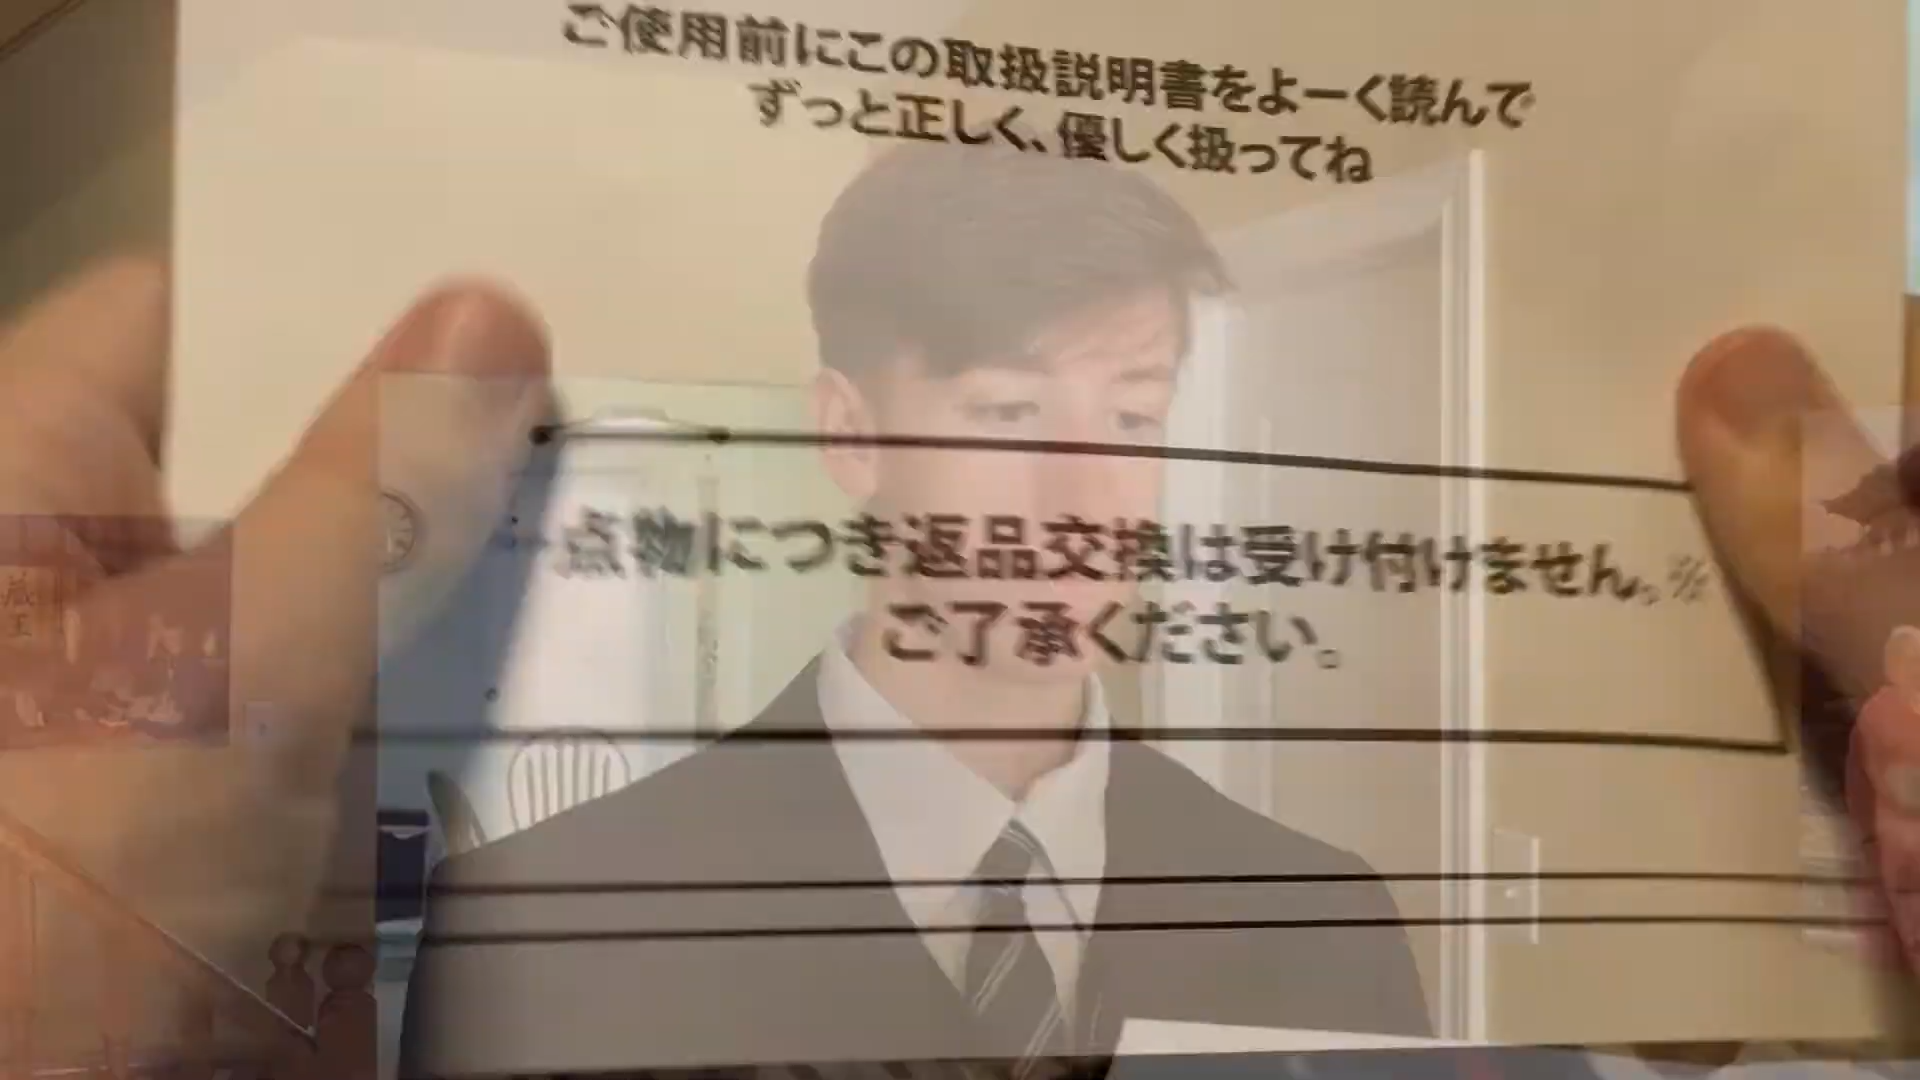 ご使用前にこの取扱説明書をよーく読んで
ずっと正しく、優しく扱ってね
一点物につき返品交換は受け付けません。
ご了承ください。
蔵王